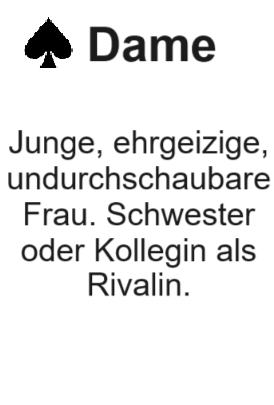 Dame
Junge, ehrgeizige,
undurchschaubare
Frau. Schwester
oder Kollegin als
Rivalin.